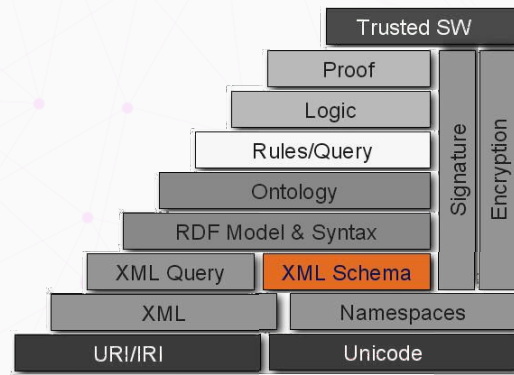 Trusted SW
Proof
Logic
Rules/Query
Ontology
RDF Model & Syntax
Signature
Encryption
XML Query
XML Schema
XML
Namespaces
URI/IRI
Unicode